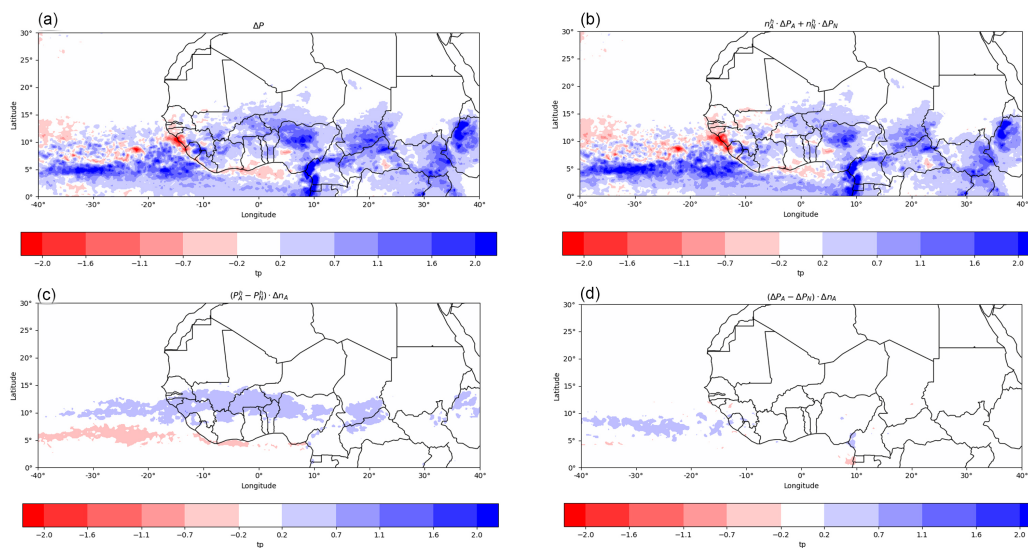 (a)
ΔP
30°
25°
20°
15°
10°
5°
0°
Latitude
-40° -30° -20° -10° 0° 10° 20° 30° 40°
Longitude
-2.0 -1.6 -1.1 -0.7 -0.2 0.2 0.7 1.1 1.6 2.0
tp
(b)
n_A^h · ΔP_A + n_N^h · ΔP_N
30°
25°
20°
15°
10°
5°
0°
Latitude
-40° -30° -20° -10° 0° 10° 20° 30° 40°
Longitude
-2.0 -1.6 -1.1 -0.7 -0.2 0.2 0.7 1.1 1.6 2.0
tp
(c)
(P_A^h − P_N^h) · Δn_A
30°
25°
20°
15°
10°
5°
0°
Latitude
-40° -30° -20° -10° 0° 10° 20° 30° 40°
Longitude
-2.0 -1.6 -1.1 -0.7 -0.2 0.2 0.7 1.1 1.6 2.0
tp
(d)
(ΔP_A − ΔP_N) · Δn_A
30°
25°
20°
15°
10°
5°
0°
Latitude
-40° -30° -20° -10° 0° 10° 20° 30° 40°
Longitude
-2.0 -1.6 -1.1 -0.7 -0.2 0.2 0.7 1.1 1.6 2.0
tp